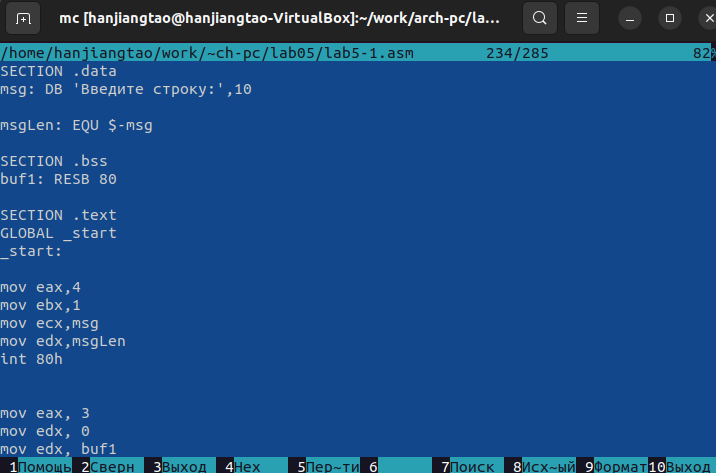 mc [hanjiangtao@hanjiangtao-VirtualBox]:~/work/arch-pc/la...
/home/hanjiangtao/work/~ch-pc/lab05/lab5-1.asm 234/285 82%
SECTION .data
msg: DB 'Введите строку:',10
msgLen: EQU $-msg
SECTION .bss
buf1: RESB 80
SECTION .text
GLOBAL _start
_start:
mov eax,4
mov ebx,1
mov ecx,msg
mov edx,msgLen
int 80h
mov eax, 3
mov edx, 0
mov edx, buf1
1Помощь 2Сверн 3Выход 4Hex 5Пер~ти 6 7Поиск 8Исх~ый 9Формат 10Выход